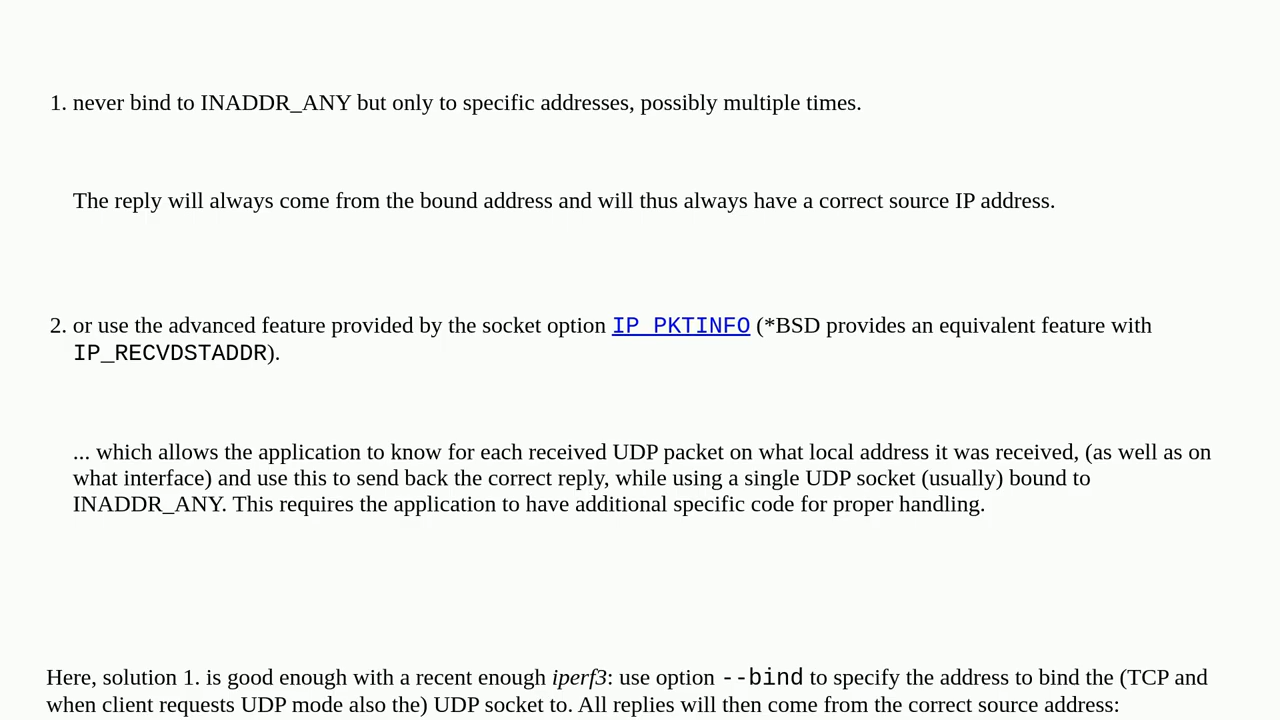 1. never bind to INADDR_ANY but only to specific addresses, possibly multiple times.
The reply will always come from the bound address and will thus always have a correct source IP address.
2. or use the advanced feature provided by the socket option IP_PKTINFO (*BSD provides an equivalent feature with
IP_RECVDSTADDR).
... which allows the application to know for each received UDP packet on what local address it was received, (as well as on
what interface) and use this to send back the correct reply, while using a single UDP socket (usually) bound to
INADDR_ANY. This requires the application to have additional specific code for proper handling.
Here, solution 1. is good enough with a recent enough iperf3: use option --bind to specify the address to bind the (TCP and
when client requests UDP mode also the) UDP socket to. All replies will then come from the correct source address: